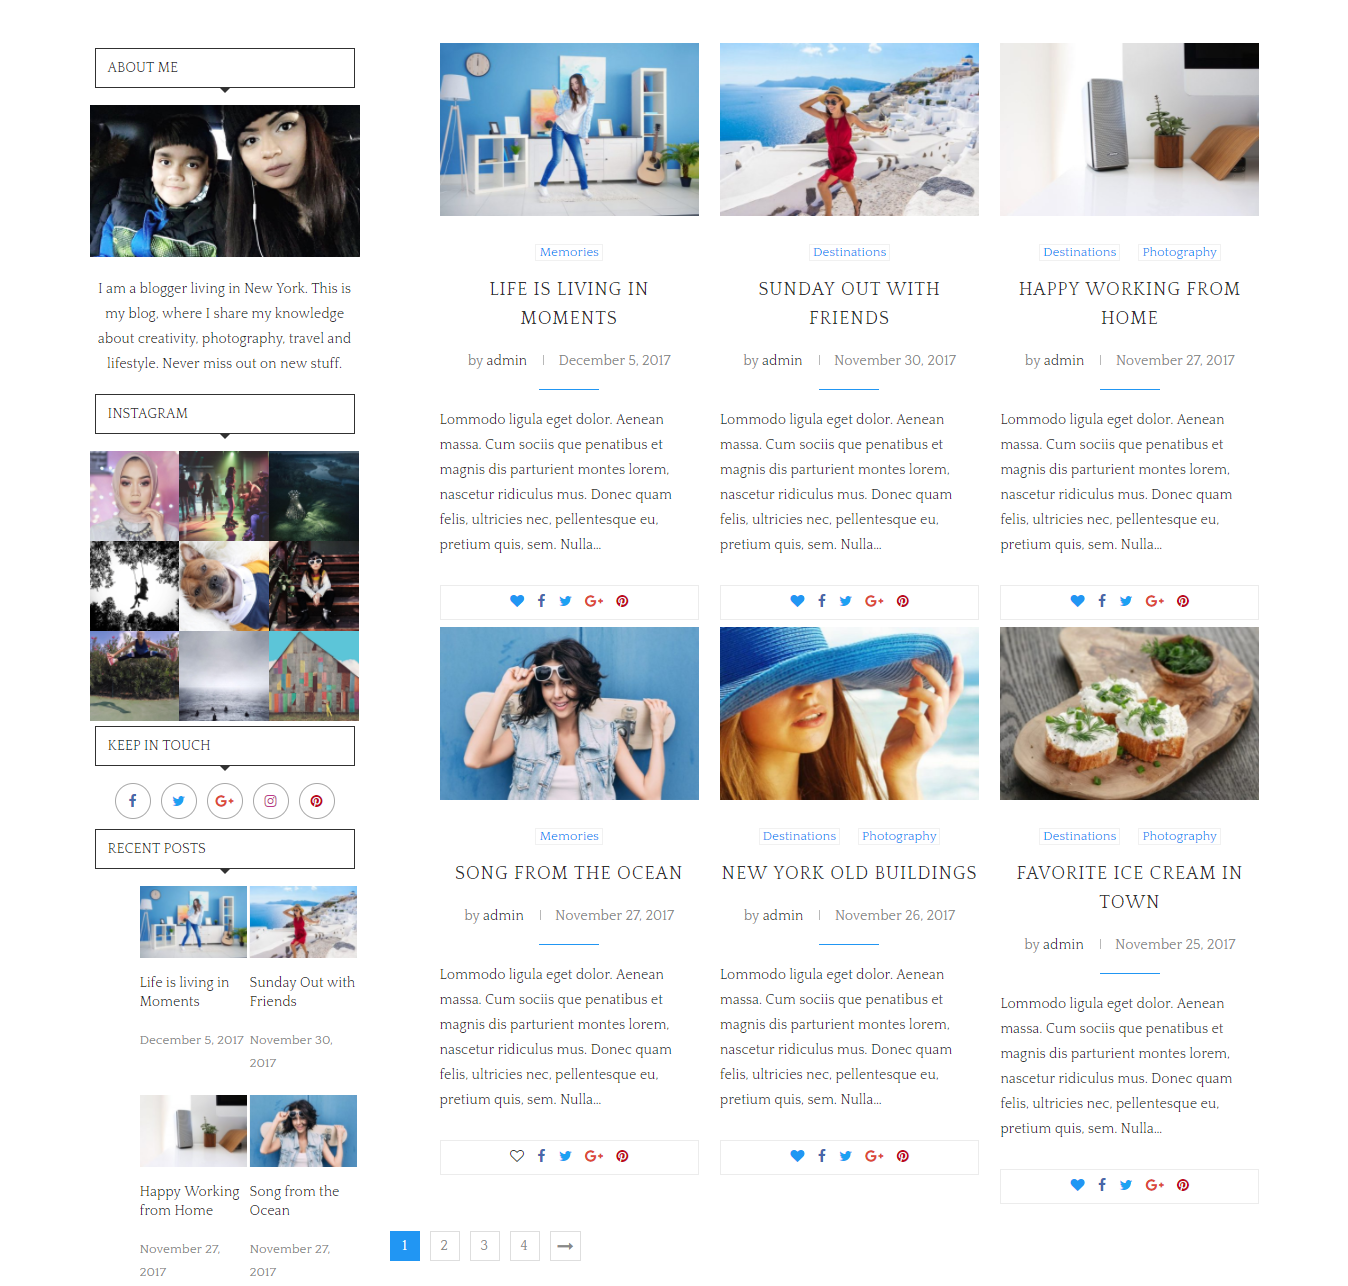 ABOUT ME
I am a blogger living in New York. This is
my blog, where I share my knowledge
about creativity, photography, travel and
lifestyle. Never miss out on new stuff.
INSTAGRAM
KEEP IN TOUCH
RECENT POSTS
Life is living in
Moments
December 5, 2017
Sunday Out with
Friends
November 30,
2017
Happy Working
from Home
November 27,
2017
Song from the
Ocean
November 27,
2017
Memories
LIFE IS LIVING IN
MOMENTS
by admin December 5, 2017
Lommodo ligula eget dolor. Aenean
massa. Cum sociis que penatibus et
magnis dis parturient montes lorem,
nascetur ridiculus mus. Donec quam
felis, ultricies nec, pellentesque eu,
pretium quis, sem. Nulla...
Destinations
SUNDAY OUT WITH
FRIENDS
by admin November 30, 2017
Lommodo ligula eget dolor. Aenean
massa. Cum sociis que penatibus et
magnis dis parturient montes lorem,
nascetur ridiculus mus. Donec quam
felis, ultricies nec, pellentesque eu,
pretium quis, sem. Nulla...
Destinations Photography
HAPPY WORKING FROM
HOME
by admin November 27, 2017
Lommodo ligula eget dolor. Aenean
massa. Cum sociis que penatibus et
magnis dis parturient montes lorem,
nascetur ridiculus mus. Donec quam
felis, ultricies nec, pellentesque eu,
pretium quis, sem. Nulla...
Memories
SONG FROM THE OCEAN
by admin November 27, 2017
Lommodo ligula eget dolor. Aenean
massa. Cum sociis que penatibus et
magnis dis parturient montes lorem,
nascetur ridiculus mus. Donec quam
felis, ultricies nec, pellentesque eu,
pretium quis, sem. Nulla...
Destinations Photography
NEW YORK OLD BUILDINGS
by admin November 26, 2017
Lommodo ligula eget dolor. Aenean
massa. Cum sociis que penatibus et
magnis dis parturient montes lorem,
nascetur ridiculus mus. Donec quam
felis, ultricies nec, pellentesque eu,
pretium quis, sem. Nulla...
Destinations Photography
FAVORITE ICE CREAM IN
TOWN
by admin November 25, 2017
Lommodo ligula eget dolor. Aenean
massa. Cum sociis que penatibus et
magnis dis parturient montes lorem,
nascetur ridiculus mus. Donec quam
felis, ultricies nec, pellentesque eu,
pretium quis, sem. Nulla...
1 2 3 4